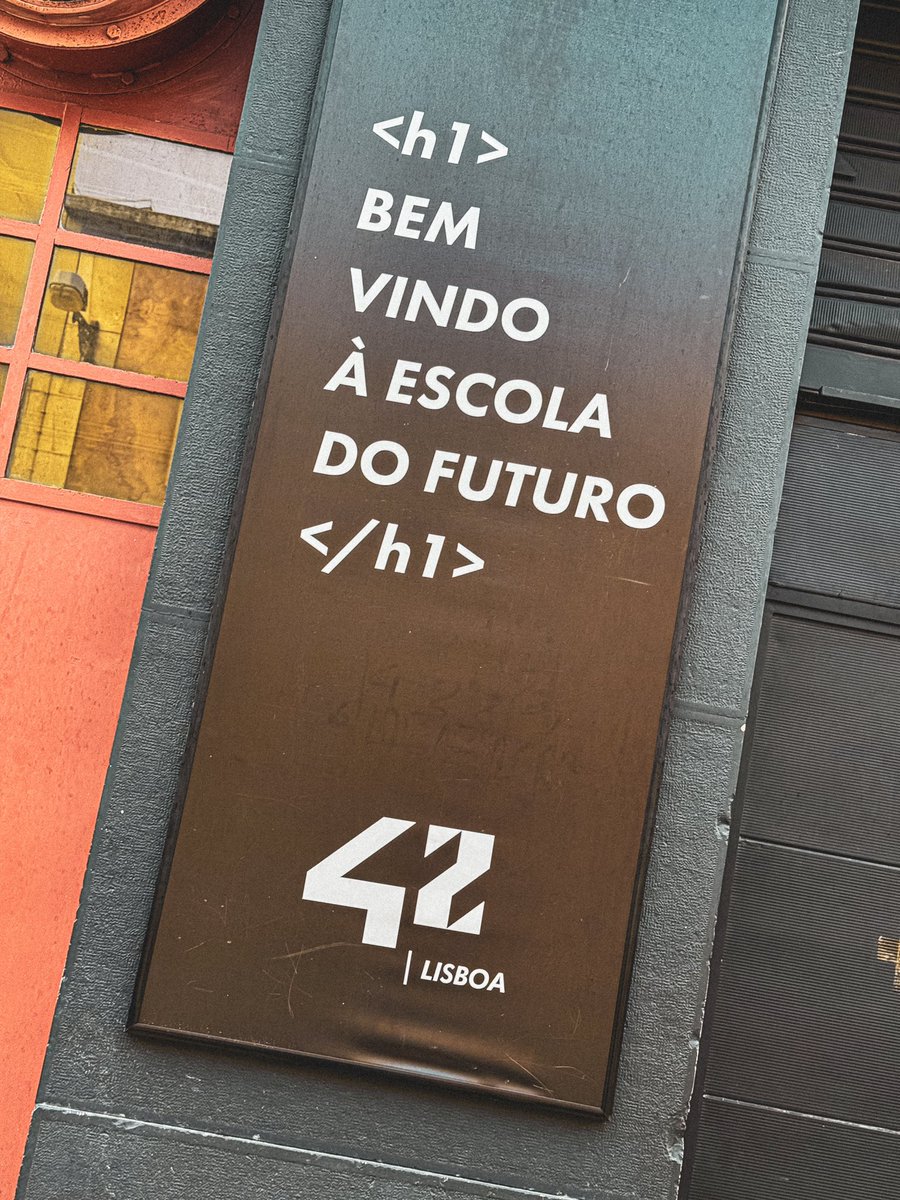 <h1>
BEM
VINDO
À ESCOLA
DO FUTURO
</h1>
42
| LISBOA